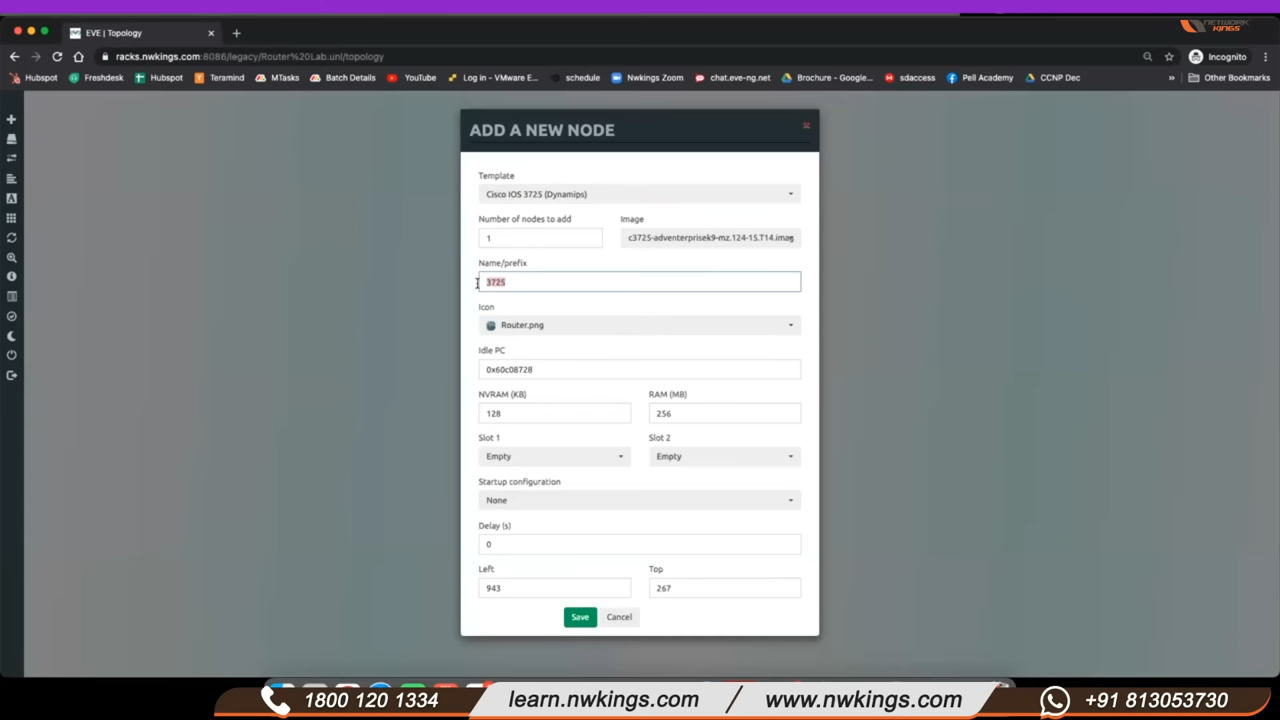 NETWORK
KINGS
EVE | Topology
racks.nwkings.com:8086/legacy/Router%20Lab.unl/topology
Incognito
Hubspot
Freshdesk
Hubspot
Teramind
MTasks
Batch Details
YouTube
Log in - VMware E...
schedule
Nwkings Zoom
chat.eve-ng.net
Brochure - Google...
sdaccess
Pell Academy
CCNP Dec
»
Other Bookmarks
ADD A NEW NODE
Template
Cisco IOS 3725 (Dynamips)
Number of nodes to add
Image
1
c3725-adventerprisek9-mz.124-15.T14.imag
Name/prefix
3725
Icon
Router.png
Idle PC
0x60c08728
NVRAM (KB)
RAM (MB)
128
256
Slot 1
Slot 2
Empty
Empty
Startup configuration
None
Delay (s)
0
Left
Top
943
267
Save
Cancel
1800 120 1334
learn.nwkings.com / www.nwkings.com
+91 813053730